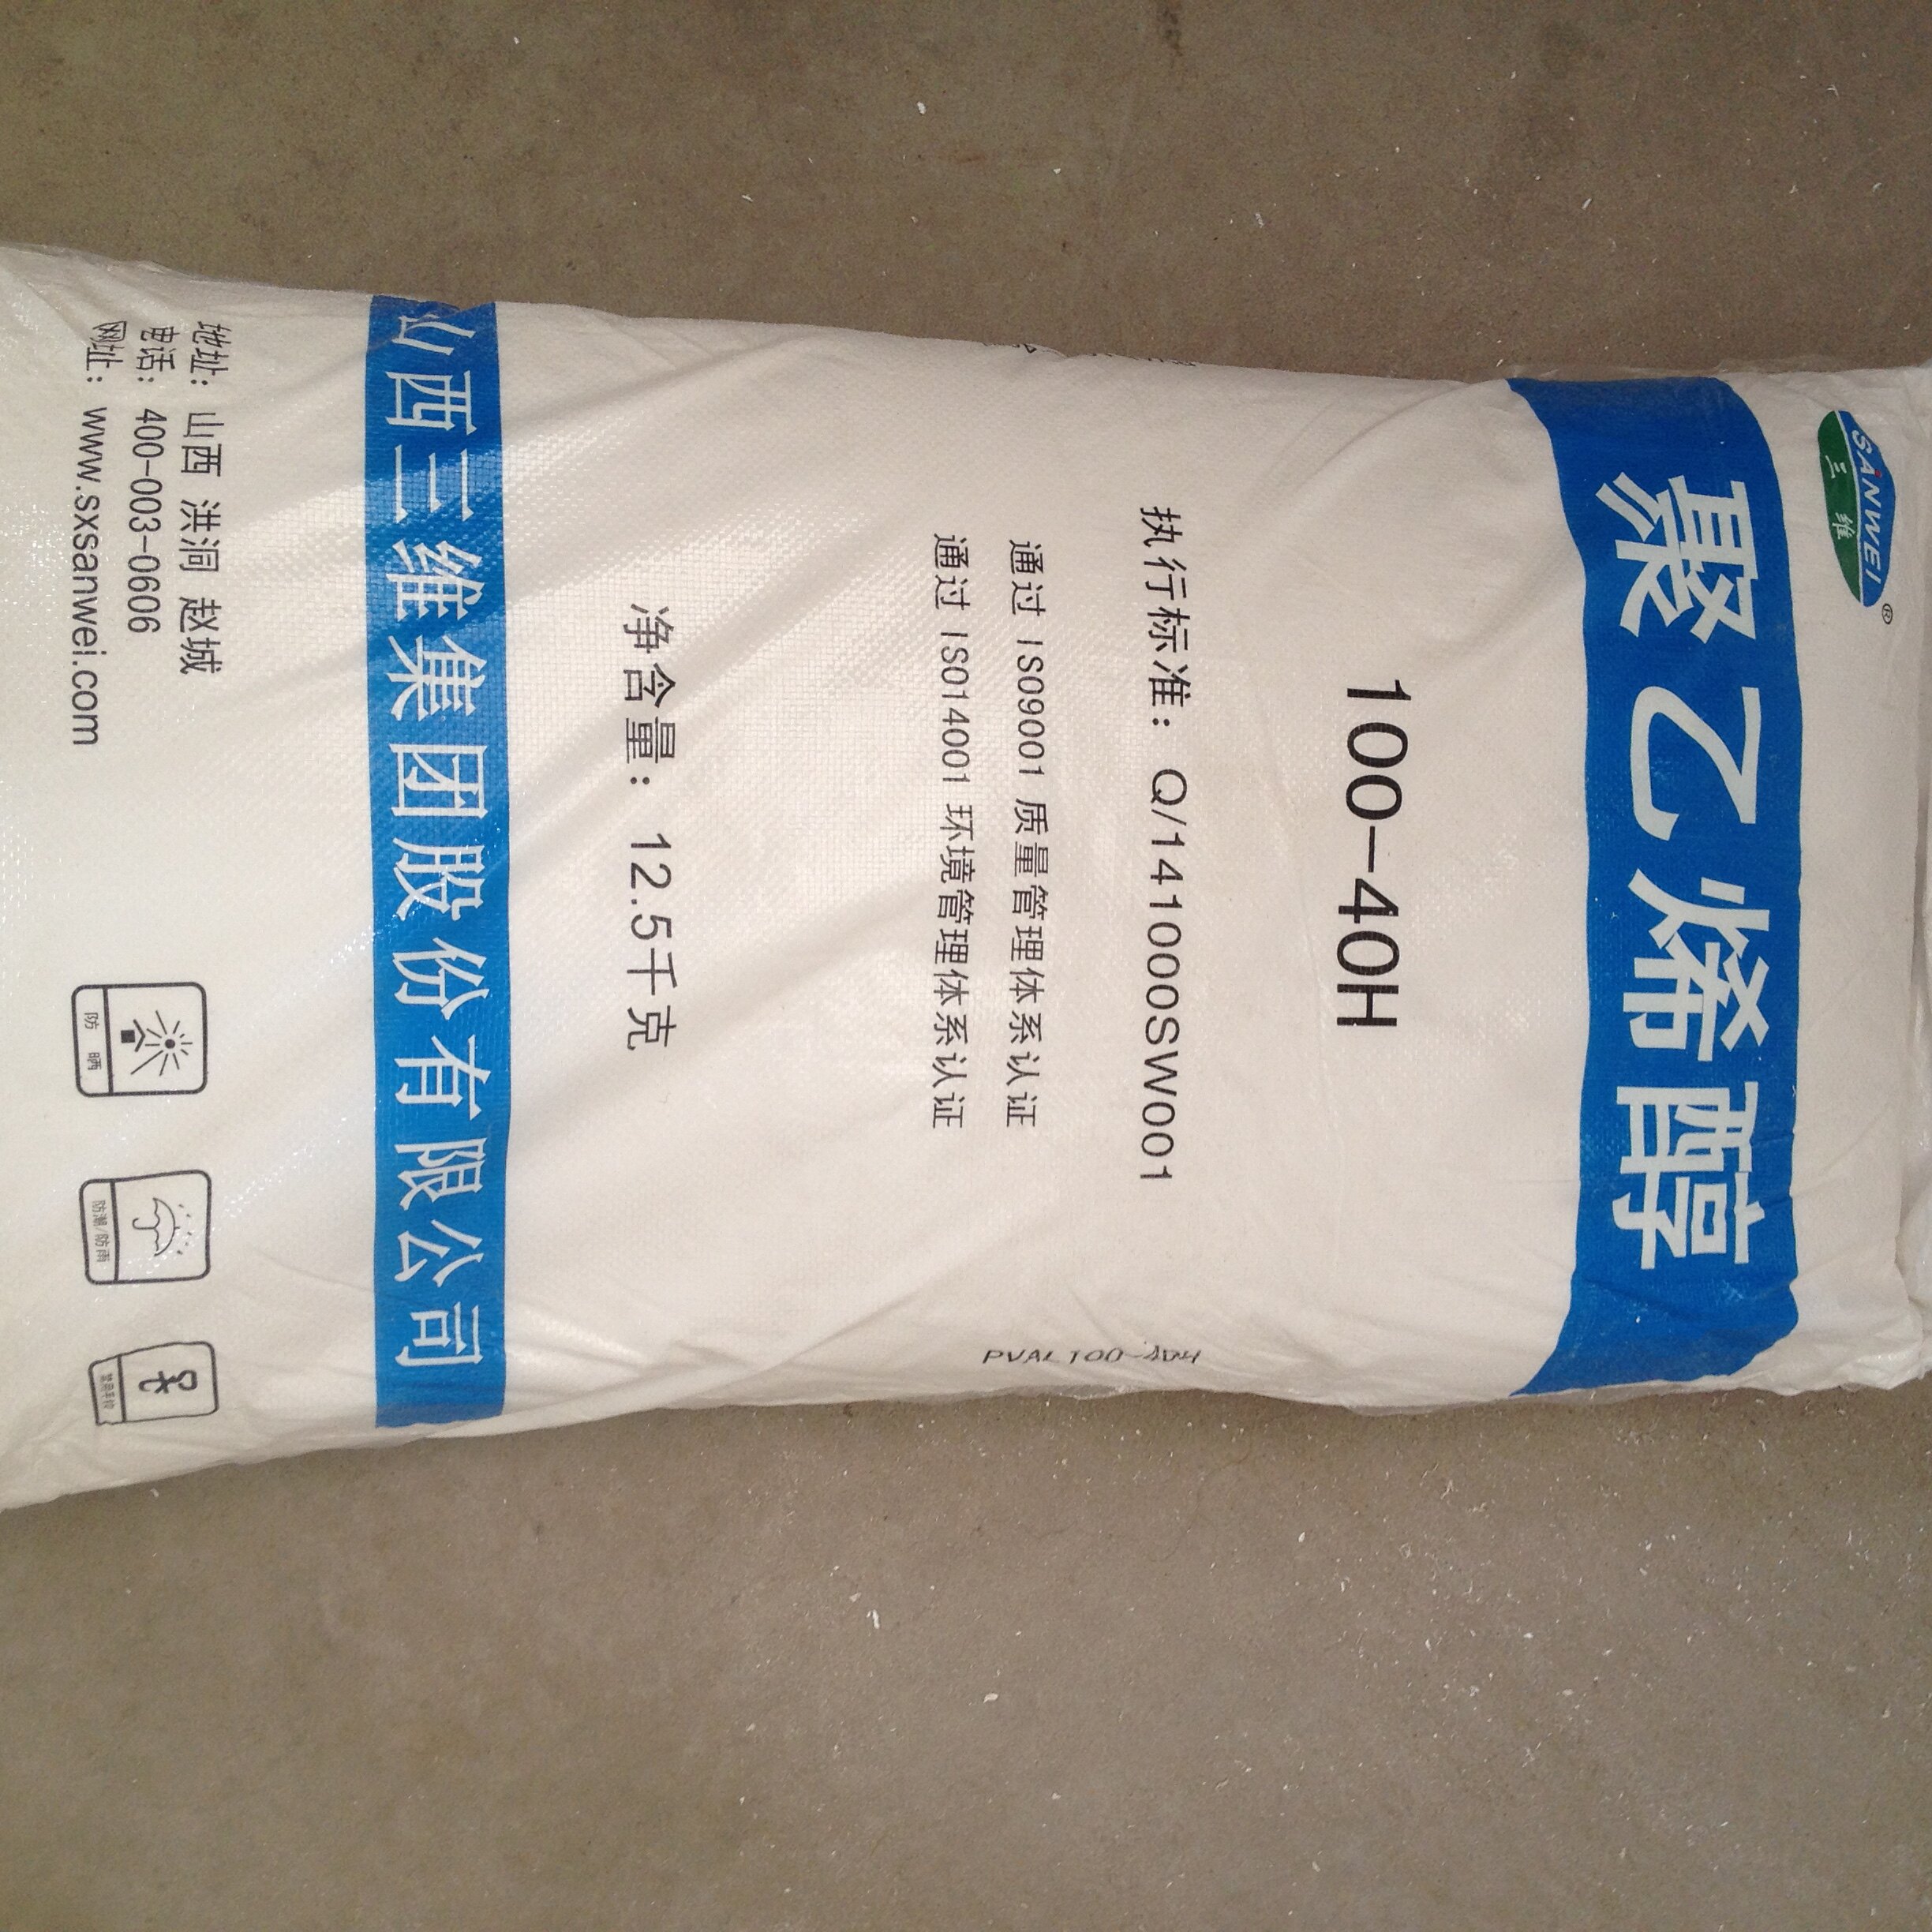 SANWEI
三维
®
聚乙烯醇
100-40H
执行标准：Q/141000SW001
通过 ISO9001 质量管理体系认证
通过 ISO14001 环境管理体系认证
PVAL 100-40H
净含量：12.5千克
山西三维集团股份有限公司
地址：山西 洪洞 赵城
电话：400-003-0606
网址：www.sxsanwei.com
防 晒
防潮/防雨